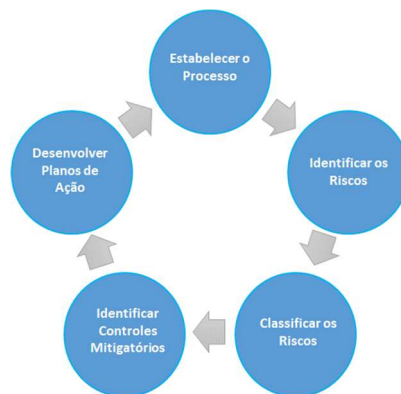 Estabelecer o
Processo
Identificar os
Riscos
Classificar os
Riscos
Identificar
Controles
Mitigatórios
Desenvolver
Planos de
Ação